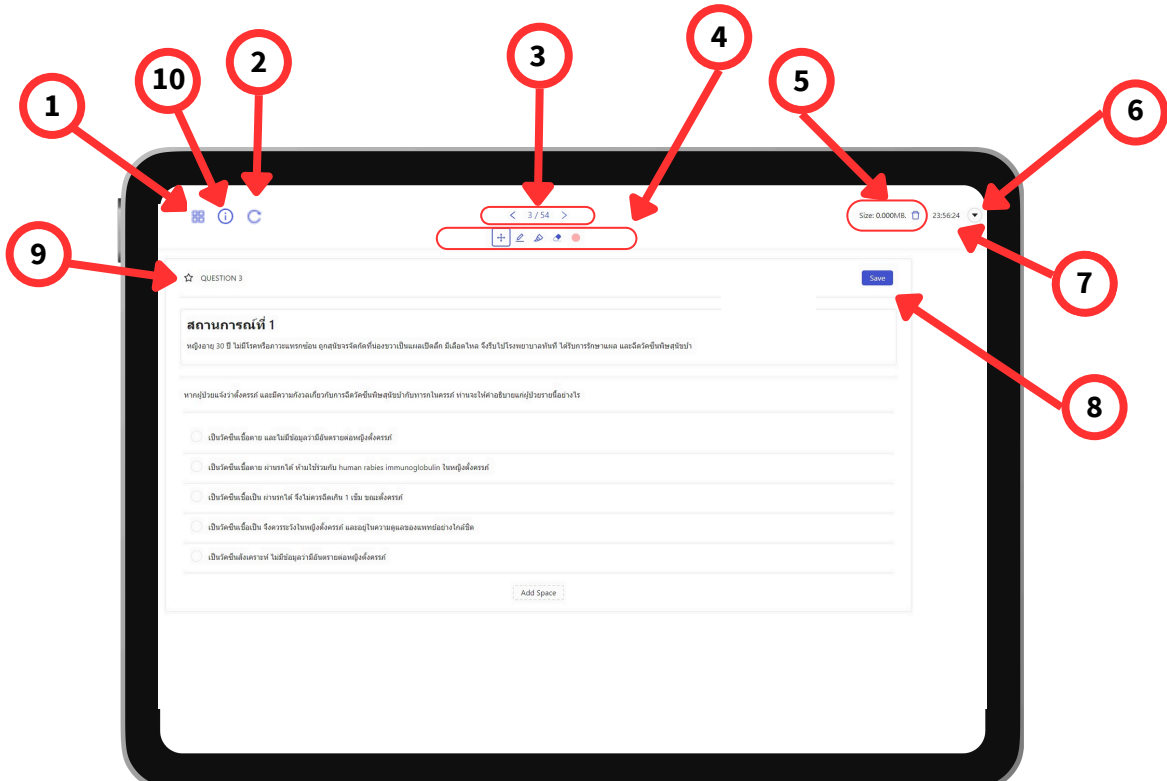 4
3
2
5
10
1
6
3 / 54
Size: 0.000MB.
23:56:24
9
QUESTION 3
Save
7
สถานการณ์ที่ 1
หญิงอายุ 30 ปี ไม่มีโรคหรือภาวะแทรกซ้อน ถูกสุนัขจรจัดกัดที่น่องขวาเป็นแผลเปิดลึก มีเลือดไหล จึงรีบไปโรงพยาบาลทันที ได้รับการรักษาแผล และฉีดวัคซีนพิษสุนัขบ้า
หากผู้ป่วยแจ้งว่าตั้งครรภ์ และมีความกังวลเกี่ยวกับการฉีดวัคซีนพิษสุนัขบ้ากับทารกในครรภ์ ท่านจะให้คำอธิบายแก่ผู้ป่วยรายนี้อย่างไร
8
เป็นวัคซีนเชื้อตาย และไม่มีข้อมูลว่ามีอันตรายต่อหญิงตั้งครรภ์
เป็นวัคซีนเชื้อตาย ผ่านรกได้ ห้ามใช้ร่วมกับ human rabies immunoglobulin ในหญิงตั้งครรภ์
เป็นวัคซีนเชื้อเป็น ผ่านรกได้ จึงไม่ควรฉีดเกิน 1 เข็ม ขณะตั้งครรภ์
เป็นวัคซีนเชื้อเป็น จึงควรระวังในหญิงตั้งครรภ์ และอยู่ในความดูแลของแพทย์อย่างใกล้ชิด
เป็นวัคซีนสังเคราะห์ ไม่มีข้อมูลว่ามีอันตรายต่อหญิงตั้งครรภ์
Add Space